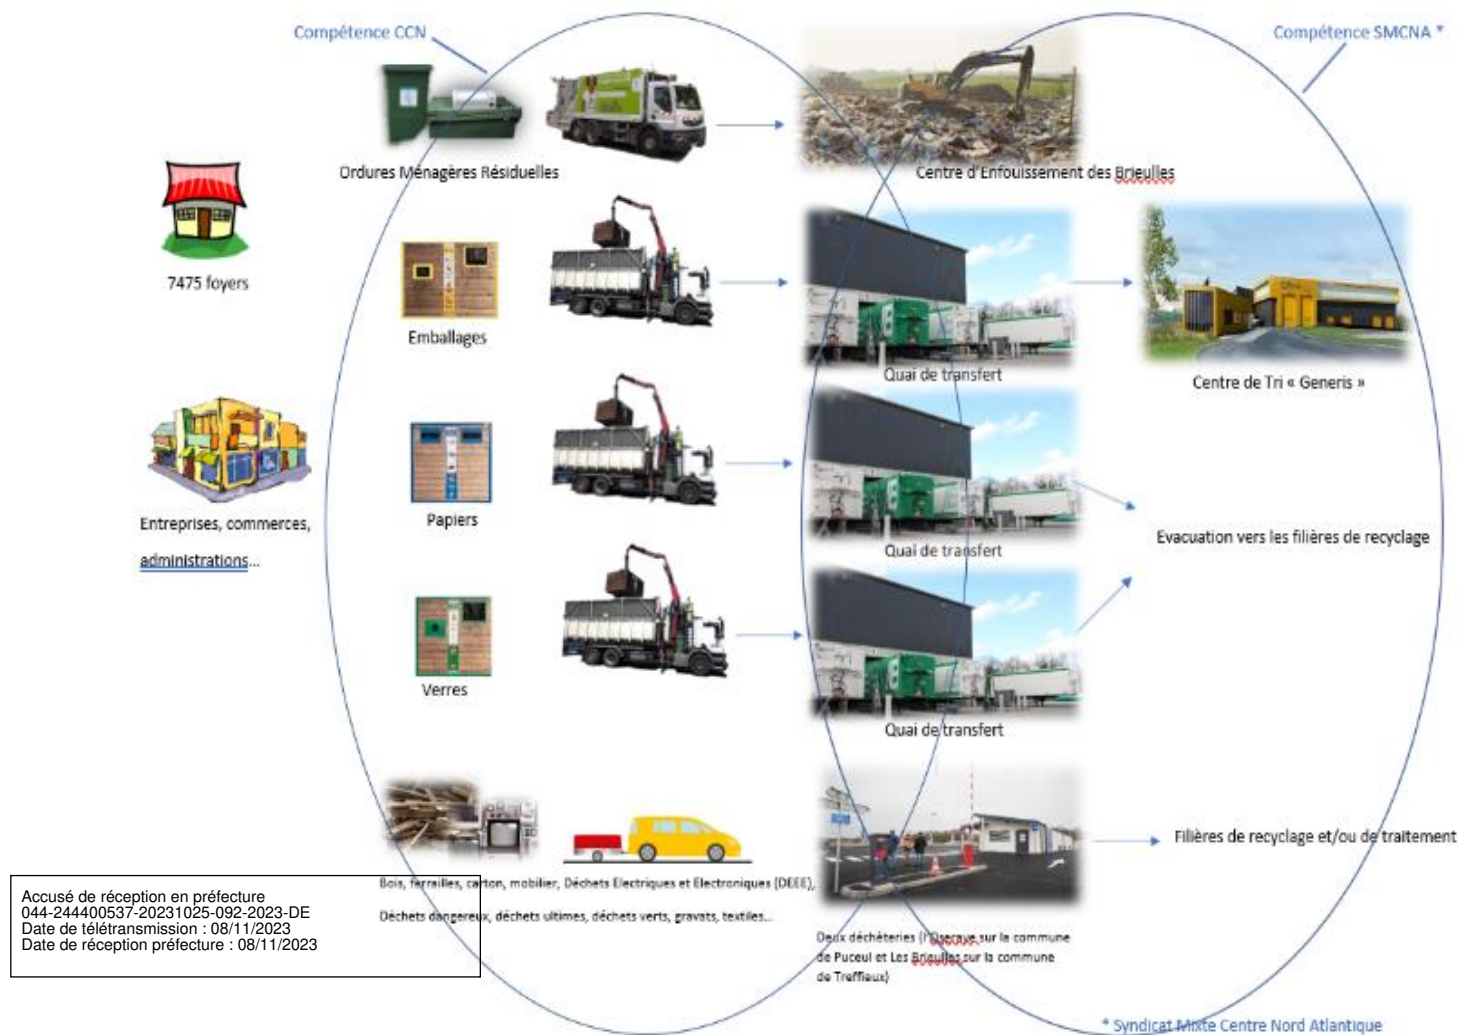 Compétence CCN
Compétence SMCNA *
Ordures Ménagères Résiduelles
Centre d'Enfouissement des Brieulles
7475 foyers
Emballages
Quai de transfert
Centre de Tri « Generis »
Entreprises, commerces,
administrations...
Papiers
Quai de transfert
Evacuation vers les filières de recyclage
Verres
Quai de transfert
Filières de recyclage et/ou de traitement
Bois, ferrailles, carton, mobilier, Déchets Electriques et Electroniques (DEEE),
Déchets dangereux, déchets ultimes, déchets verts, gravats, textiles...
Deux déchèteries (l'Oseraye sur la commune
de Puceul et Les Brieulles sur la commune
de Treffieux)
Accusé de réception en préfecture
044-244400537-20231025-092-2023-DE
Date de télétransmission : 08/11/2023
Date de réception préfecture : 08/11/2023
* Syndicat Mixte Centre Nord Atlantique